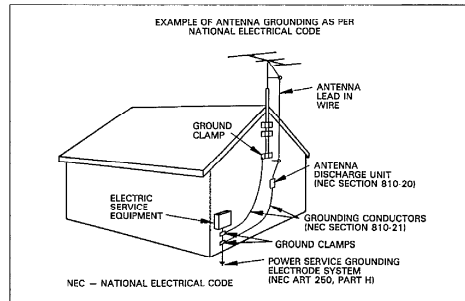 EXAMPLE OF ANTENNA GROUNDING AS PER
NATIONAL ELECTRICAL CODE
ANTENNA
LEAD IN
WIRE
GROUND
CLAMP
ANTENNA
DISCHARGE UNIT
(NEC SECTION 810-20)
ELECTRIC
SERVICE
EQUIPMENT
GROUNDING CONDUCTORS
(NEC SECTION 810-21)
GROUND CLAMPS
POWER SERVICE GROUNDING
ELECTRODE SYSTEM
(NEC ART 250, PART H)
NEC – NATIONAL ELECTRICAL CODE